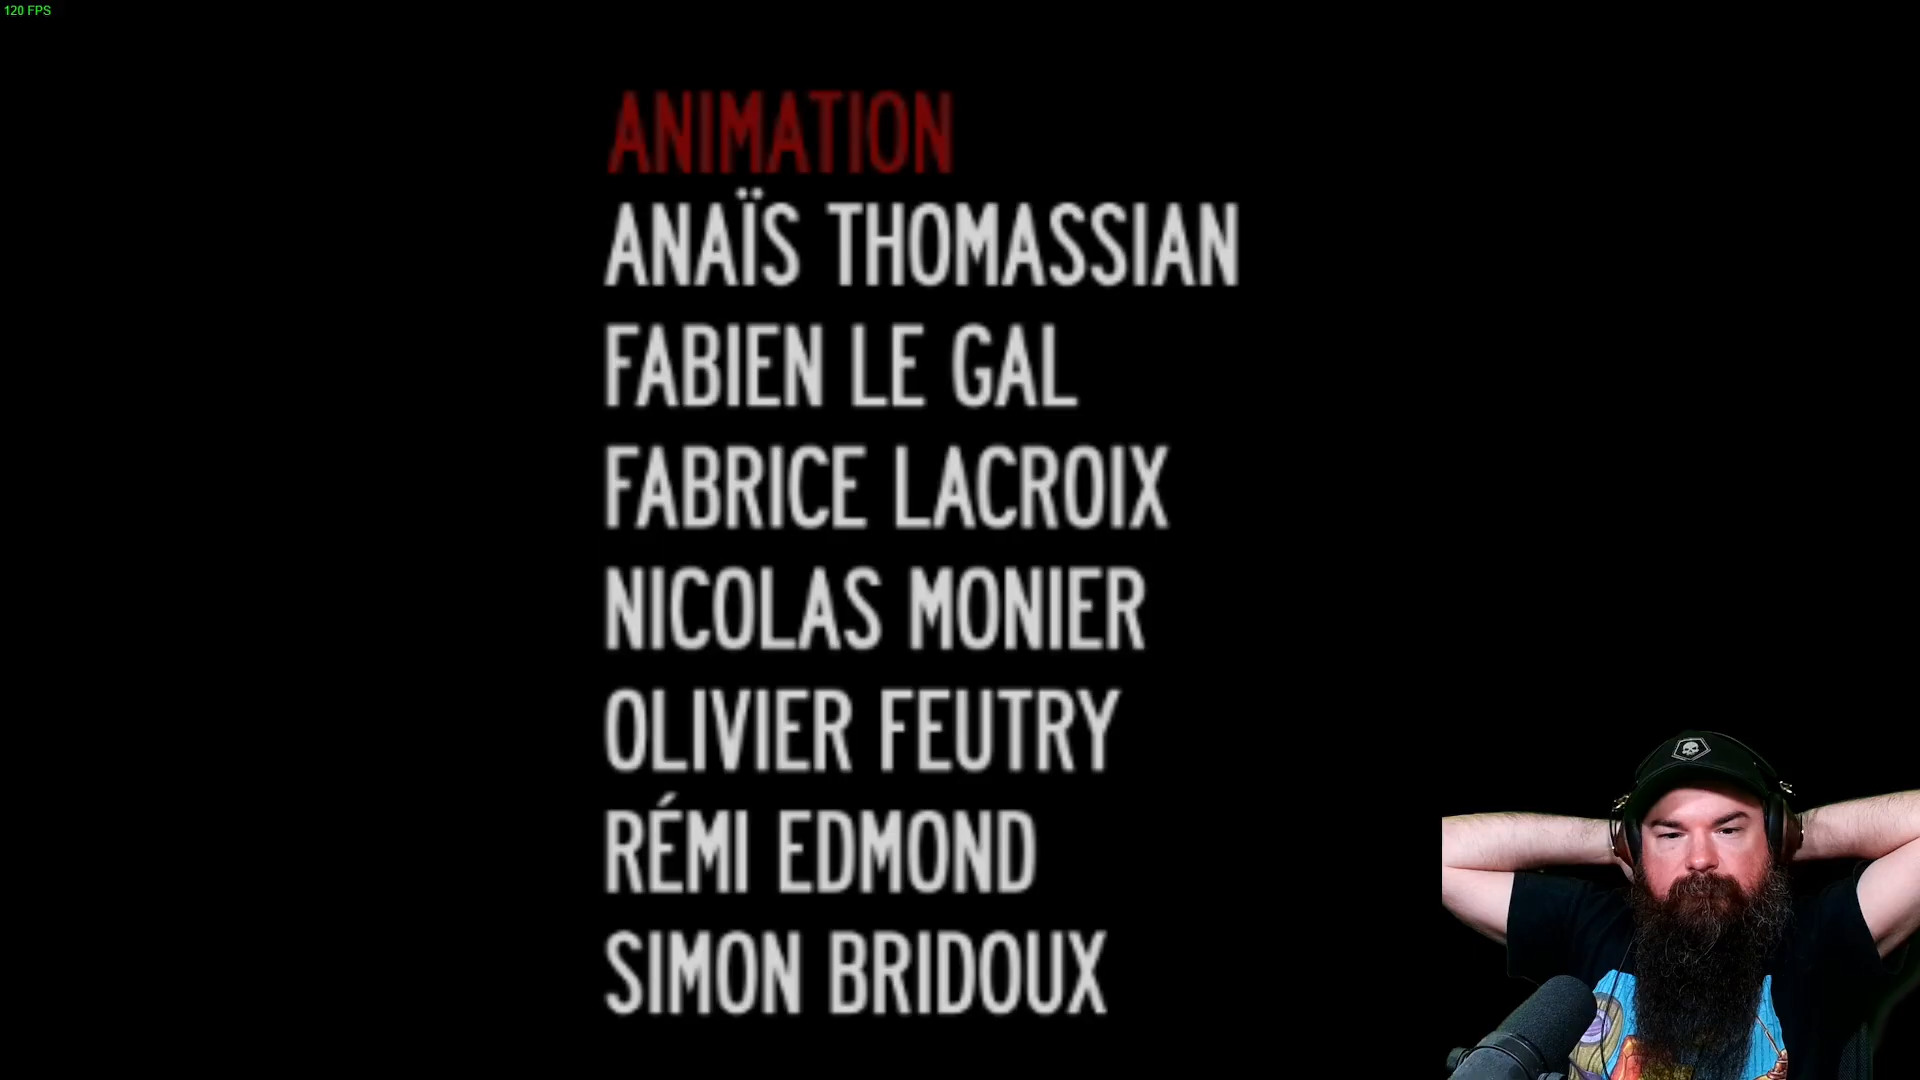 120 FPS
ANIMATION
ANAÏS THOMASSIAN
FABIEN LE GAL
FABRICE LACROIX
NICOLAS MONIER
OLIVIER FEUTRY
RÉMI EDMOND
SIMON BRIDOUX